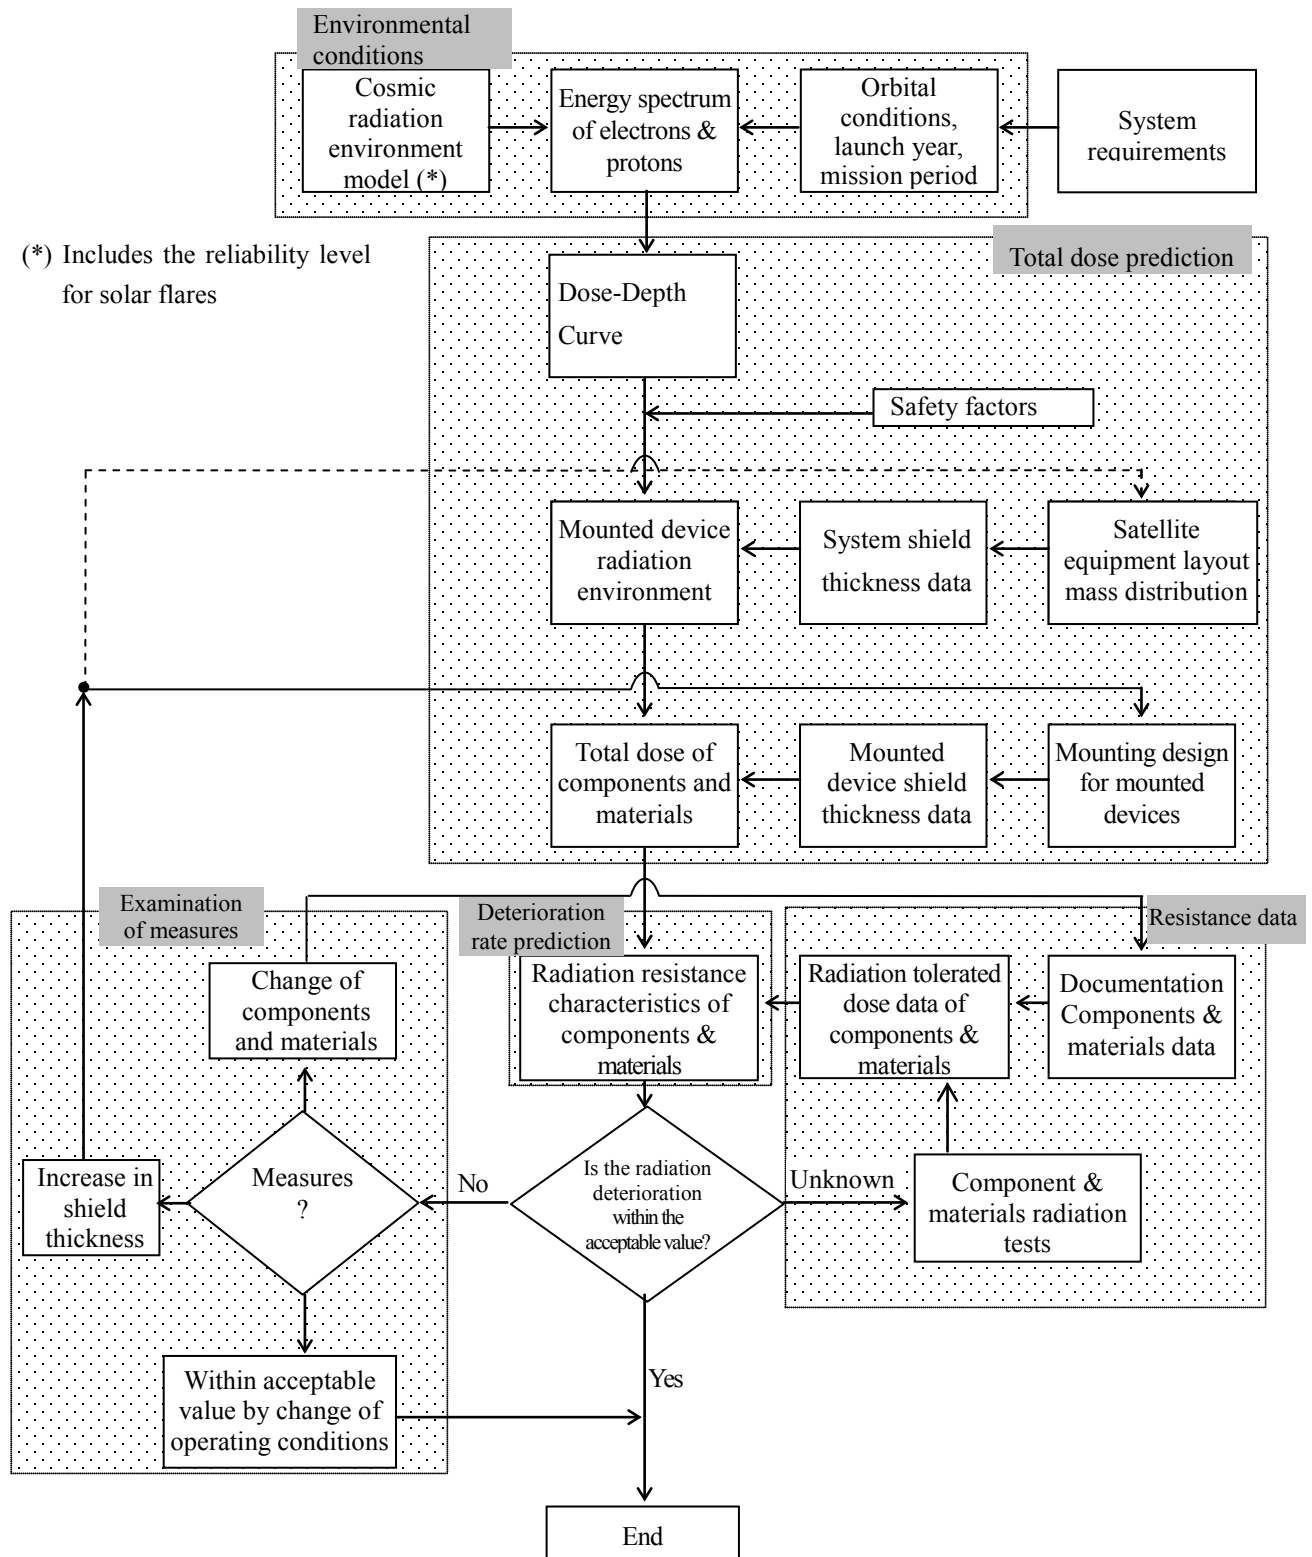 Environmental
conditions
Cosmic
radiation
environment
model (*)
Energy spectrum
of electrons &
protons
Orbital
conditions,
launch year,
mission period
System
requirements
(*) Includes the reliability level
for solar flares
Total dose prediction
Dose-Depth
Curve
Safety factors
Mounted device
radiation
environment
System shield
thickness data
Satellite
equipment layout
mass distribution
Total dose of
components and
materials
Mounted
device shield
thickness data
Mounting design
for mounted
devices
Examination
of measures
Deterioration
rate prediction
Resistance data
Change of
components
and materials
Radiation resistance
characteristics of
components &
materials
Radiation tolerated
dose data of
components &
materials
Documentation
Components &
materials data
Increase in
shield
thickness
Measures
?
No
Is the radiation
deterioration
within the
acceptable value?
Unknown
Component &
materials radiation
tests
Within acceptable
value by change of
operating conditions
Yes
End